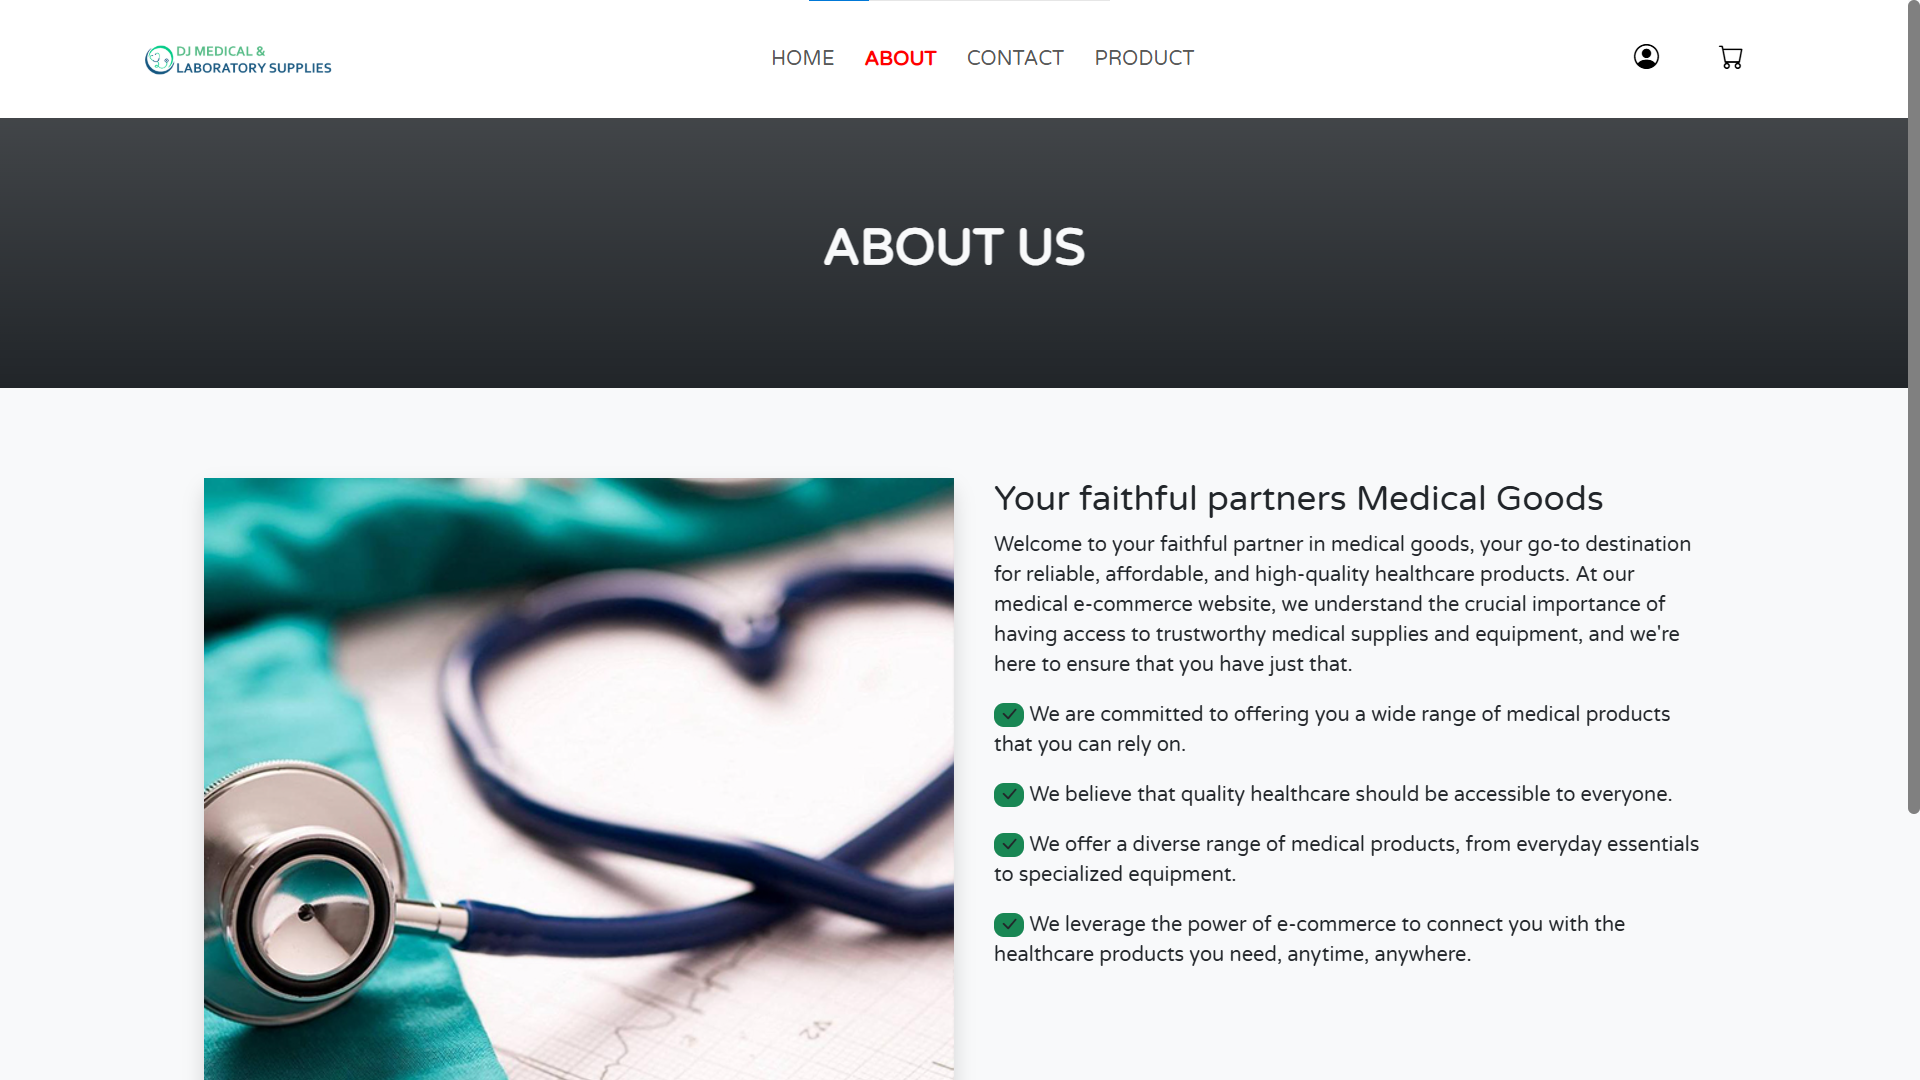 DJ MEDICAL &
LABORATORY SUPPLIES
HOME ABOUT CONTACT PRODUCT
ABOUT US
Your faithful partners Medical Goods
Welcome to your faithful partner in medical goods, your go-to destination
for reliable, affordable, and high-quality healthcare products. At our
medical e-commerce website, we understand the crucial importance of
having access to trustworthy medical supplies and equipment, and we're
here to ensure that you have just that.
We are committed to offering you a wide range of medical products
that you can rely on.
We believe that quality healthcare should be accessible to everyone.
We offer a diverse range of medical products, from everyday essentials
to specialized equipment.
We leverage the power of e-commerce to connect you with the
healthcare products you need, anytime, anywhere.
V2